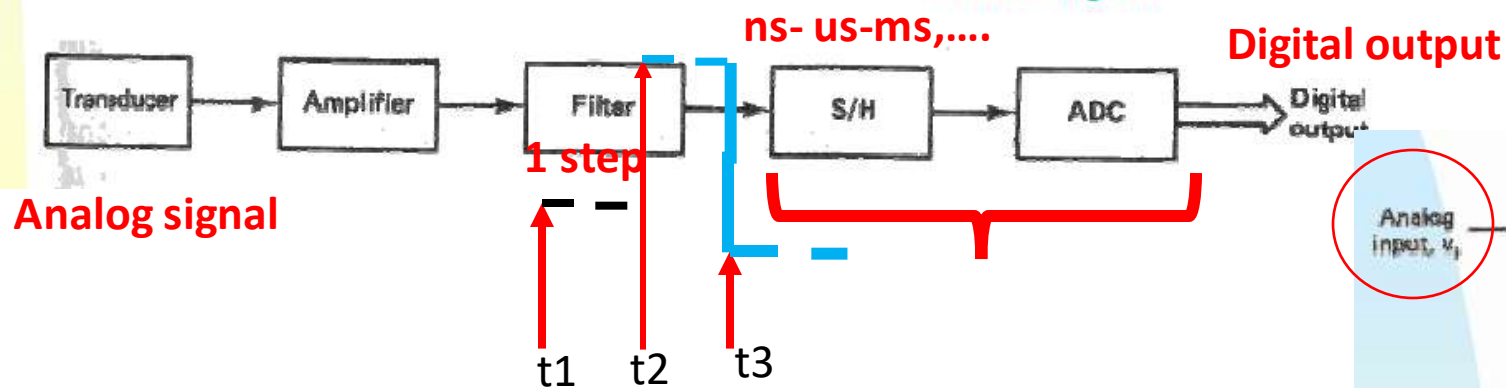 ns- us-ms,....
Digital output
Transducer
Amplifier
Filter
S/H
ADC
Digital
output
1 step
Analog signal
Analog
input, v
t1
t2
t3